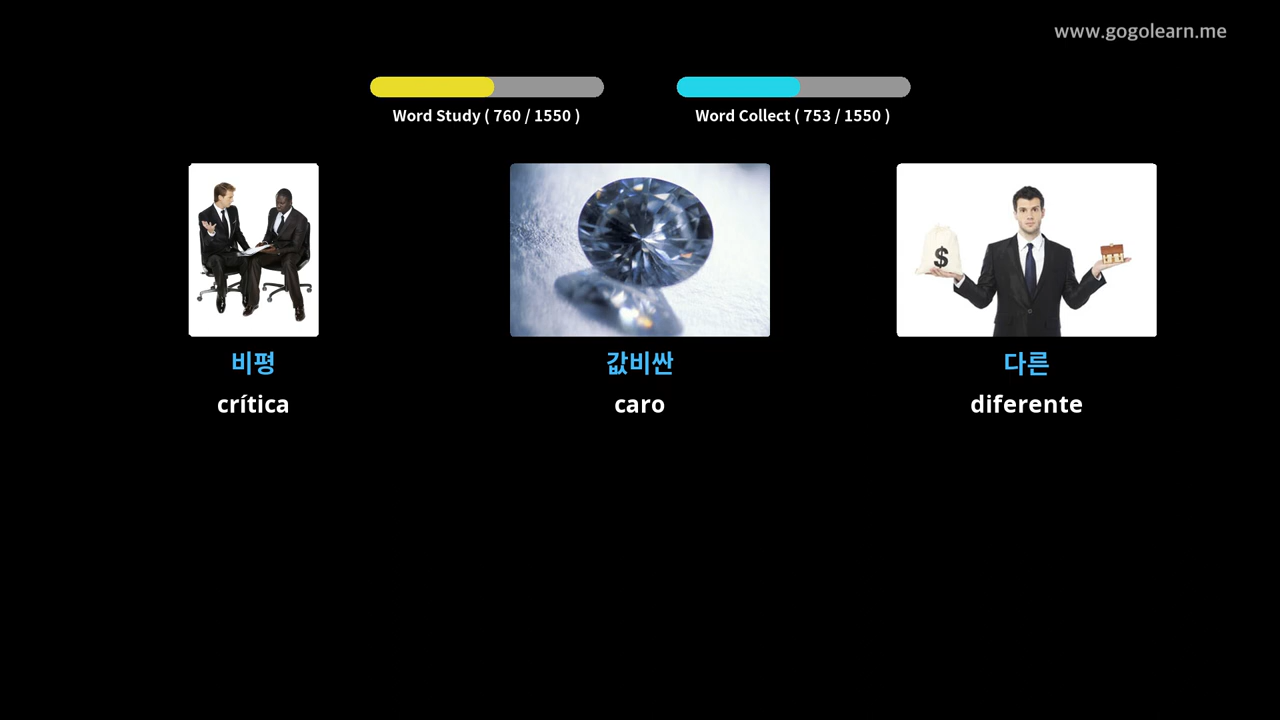 www.gogolearn.me
Word Study ( 760 / 1550 )
Word Collect ( 753 / 1550 )
$
비평
값비싼
다른
crítica
caro
diferente